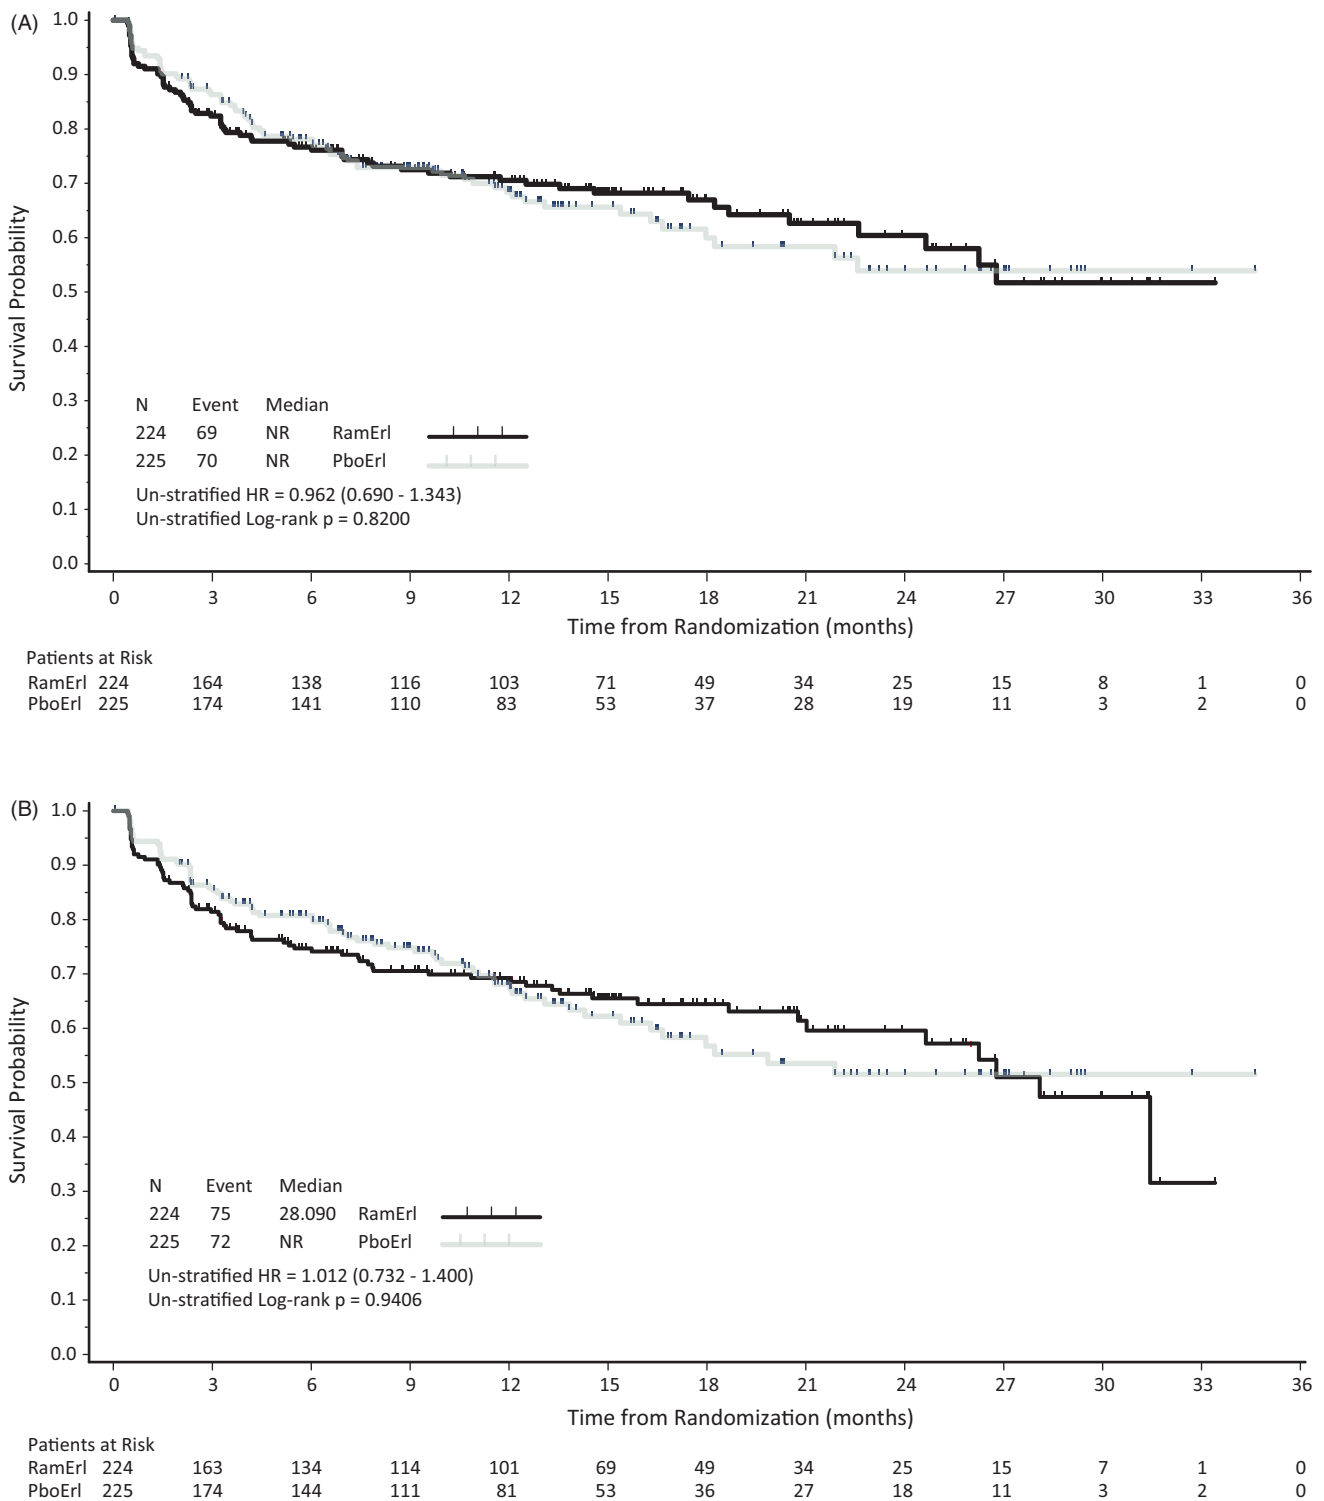 (A)
1.0
0.9
0.8
0.7
0.6
0.5
0.4
0.3
0.2
0.1
0.0
Survival Probability
N Event Median
224 69 NR RamErl
225 70 NR PboErl
Un-stratified HR = 0.962 (0.690 - 1.343)
Un-stratified Log-rank p = 0.8200
0 3 6 9 12 15 18 21 24 27 30 33 36
Time from Randomization (months)
Patients at Risk
RamErl 224 164 138 116 103 71 49 34 25 15 8 1 0
PboErl 225 174 141 110 83 53 37 28 19 11 3 2 0
(B)
1.0
0.9
0.8
0.7
0.6
0.5
0.4
0.3
0.2
0.1
0.0
Survival Probability
N Event Median
224 75 28.090 RamErl
225 72 NR PboErl
Un-stratified HR = 1.012 (0.732 - 1.400)
Un-stratified Log-rank p = 0.9406
0 3 6 9 12 15 18 21 24 27 30 33 36
Time from Randomization (months)
Patients at Risk
RamErl 224 163 134 114 101 69 49 34 25 15 7 1 0
PboErl 225 174 144 111 81 53 36 27 18 11 3 2 0